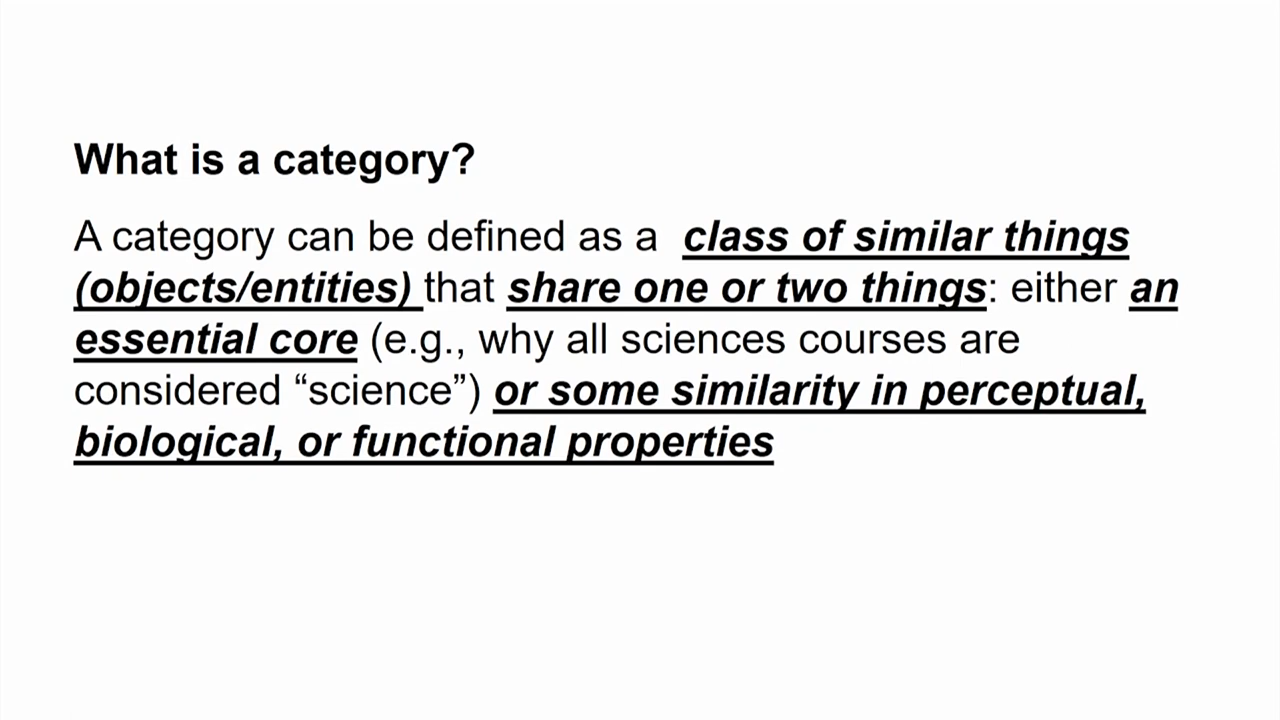 What is a category?
A category can be defined as a class of similar things
(objects/entities) that share one or two things: either an
essential core (e.g., why all sciences courses are
considered “science”) or some similarity in perceptual,
biological, or functional properties